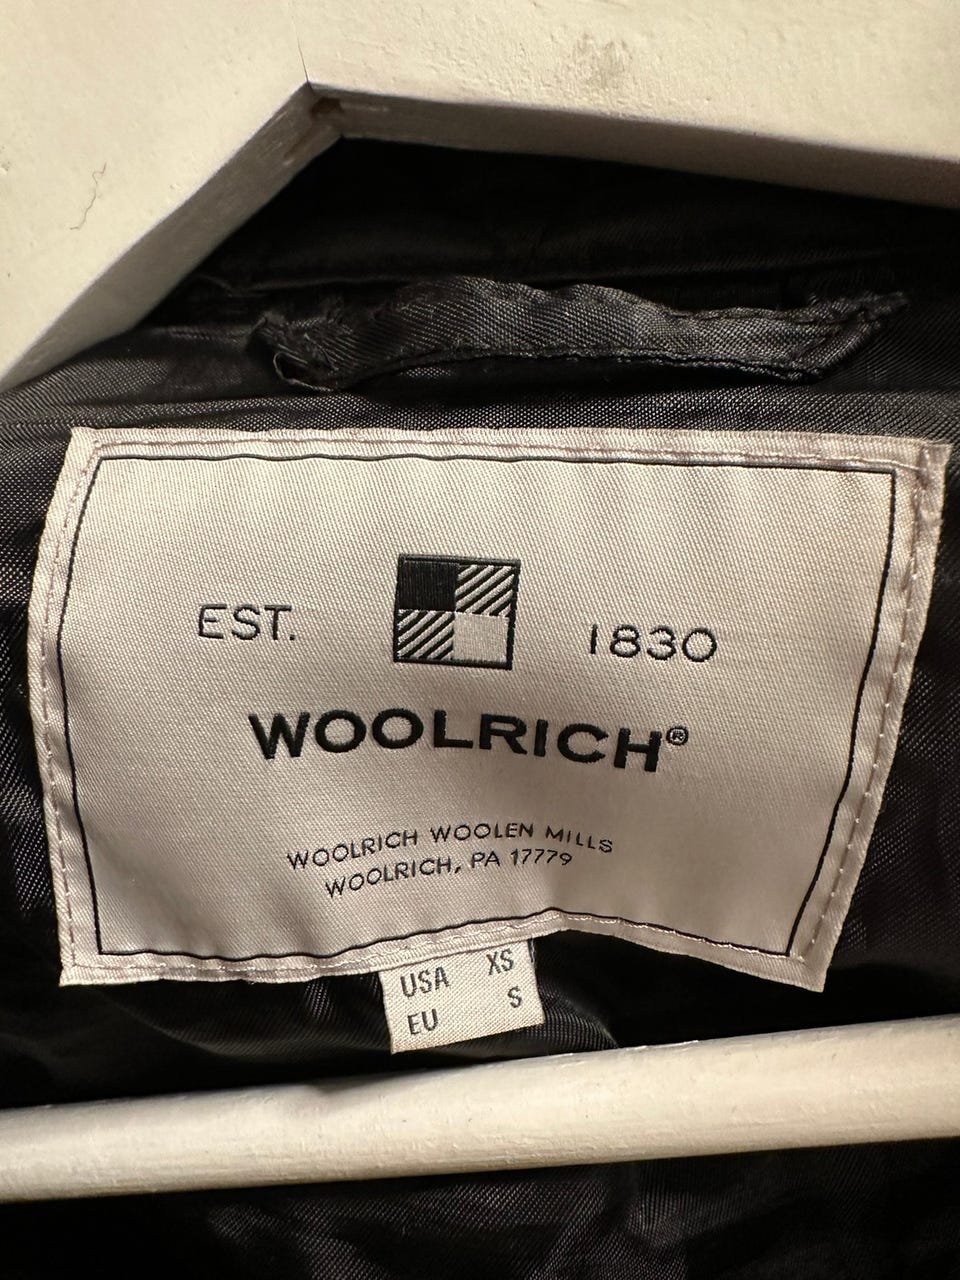 EST. 1830
WOOLRICH®
WOOLRICH WOOLEN MILLS
WOOLRICH, PA 17779
USA XS
EU S